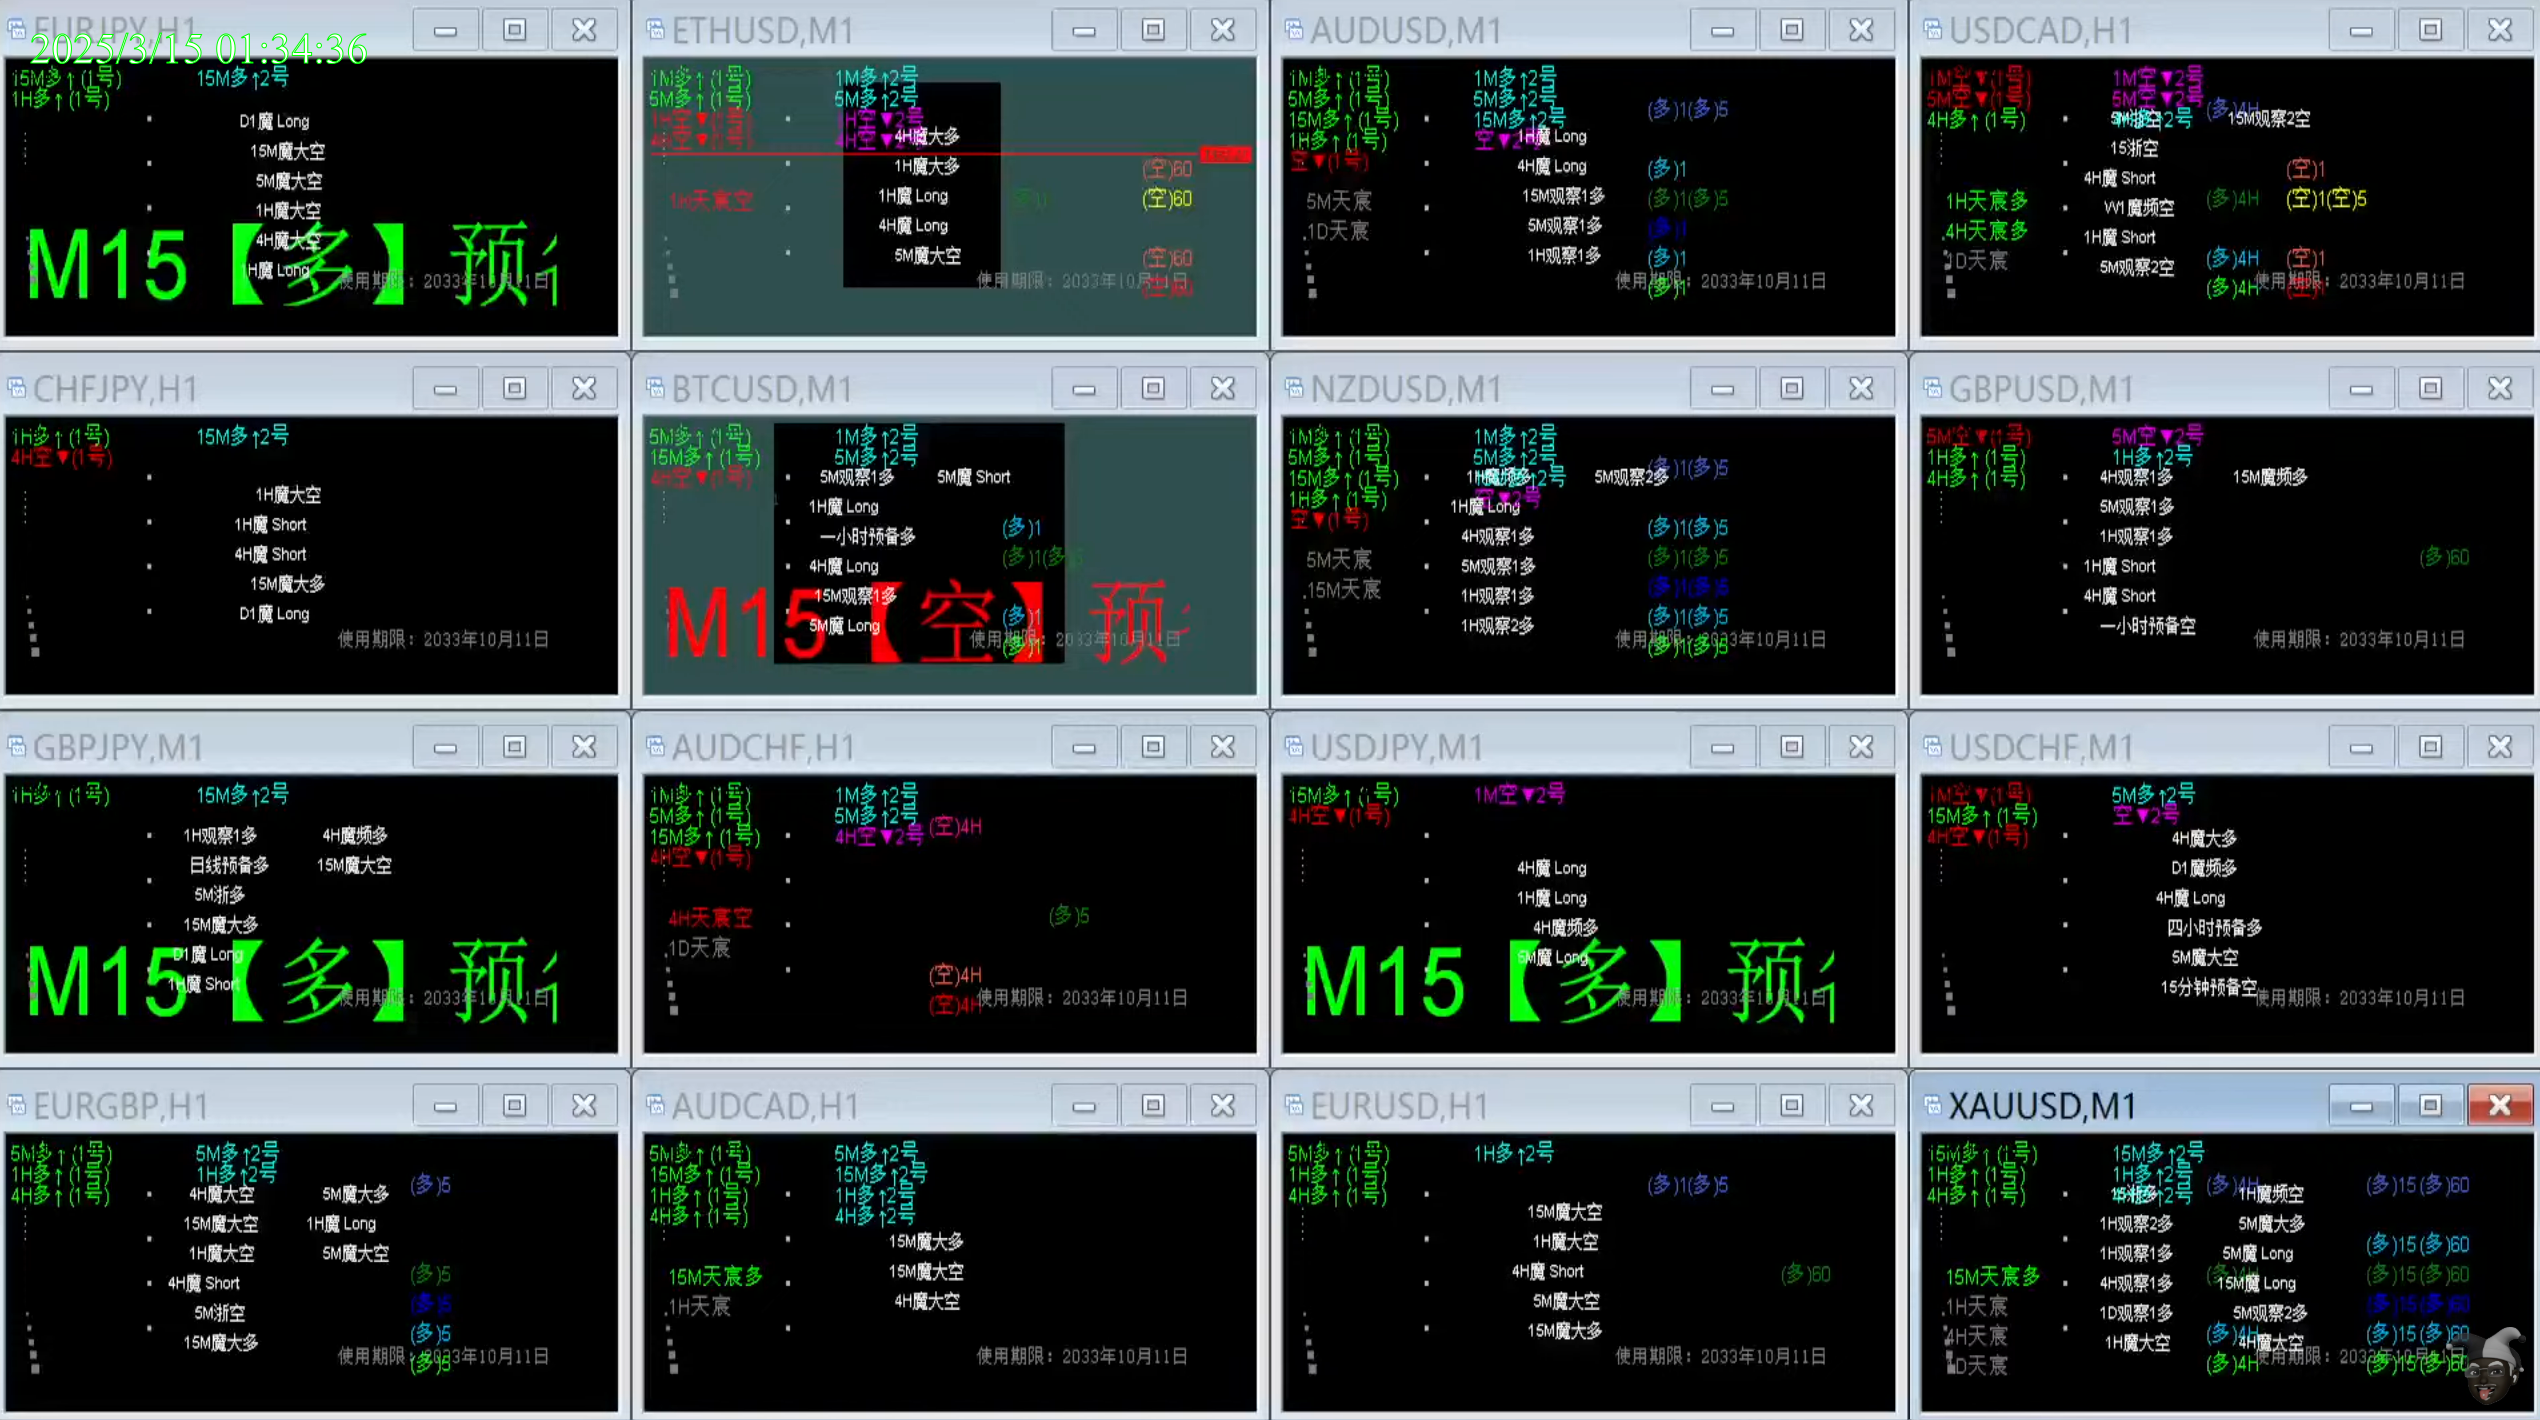 EURJPY,H1
2025/3/15 01:34:36
15M多↑(1号) 15M多↑2号
1H多↑(1号)
D1魔 Long
15M魔大空
5M魔大空
1H魔大空
4H魔大空
1H魔 Long
M15【多】预
使用期限：2033年10月11日
ETHUSD,M1
1M多↑(1号) 1M多↑2号
5M多↑(1号) 5M多↑2号
1H空▼(1号) 1H空▼2号
4H空▼(1号) 4H空▼2号
4H魔大多
1H魔大多 (空)60
1H天宸空 1H魔 Long (空)60
4H魔 Long
5M魔大空 (空)60
使用期限：2033年10月11日
AUDUSD,M1
1M多↑(1号) 1M多↑2号
5M多↑(1号) 5M多↑2号 (多)1(多)5
15M多↑(1号) 15M多↑2号
1H多↑(1号) 空▼2号 1H魔 Long
空▼(1号) 4H魔 Long (多)1
5M天宸 15M观察1多 (多)1(多)5
1D天宸 5M观察1多 (多)1
1H观察1多 (多)1
使用期限：2033年10月11日
(多)1
USDCAD,H1
1M空▼(1号) 1M空▼2号
5M空▼(1号) 5M空▼2号 (多)4H
4H多↑(1号) 5M浙空 15M观察2空
15浙空
4H魔 Short (空)1
1H天宸多 W1魔频空 (多)4H (空)1(空)5
4H天宸多 1H魔 Short
1D天宸 5M观察2空 (多)4H (空)1
(多)4H (空)1
使用期限：2033年10月11日
CHFJPY,H1
1H多↑(1号) 15M多↑2号
4H空▼(1号)
1H魔大空
1H魔 Short
4H魔 Short
15M魔大多
D1魔 Long
使用期限：2033年10月11日
BTCUSD,M1
5M多↑(1号) 1M多↑2号
15M多↑(1号) 5M多↑2号
4H空▼(1号) 5M观察1多 5M魔 Short
1H魔 Long
一小时预备多 (多)1
4H魔 Long (多)1(多)5
15M观察1多
5M魔 Long (多)1
M15【空】预
使用期限：2033年10月11日
(多)1
NZDUSD,M1
1M多↑(1号) 1M多↑2号
5M多↑(1号) 5M多↑2号 (多)1(多)5
15M多↑(1号) 1H魔频多 15M多↑2号 5M观察2多
1H多↑(1号) 空▼2号
空▼(1号) 1H魔 Long
4H观察1多 (多)1(多)5
5M天宸 5M观察1多 (多)1(多)5
15M天宸 1H观察1多 (多)1(多)5
1H观察2多 (多)1(多)5
使用期限：2033年10月11日
(多)1(多)5
GBPUSD,M1
5M空▼(1号) 5M空▼2号
1H多↑(1号) 1H多↑2号
4H多↑(1号) 4H观察1多 15M魔频多
5M观察1多
1H观察1多
1H魔 Short (多)60
4H魔 Short
一小时预备空
使用期限：2033年10月11日
GBPJPY,M1
1H多↑(1号) 15M多↑2号
1H观察1多 4H魔频多
日线预备多 15M魔大空
5M浙多
15M魔大多
D1魔 Long
1H魔 Short
M15【多】预
使用期限：2033年10月11日
AUDCHF,H1
1M多↑(1号) 1M多↑2号
5M多↑(1号) 5M多↑2号
15M多↑(1号) 4H空▼2号 (空)4H
4H空▼(1号)
4H天宸空 (多)5
1D天宸
(空)4H
(空)4H
使用期限：2033年10月11日
USDJPY,M1
15M多↑(1号) 1M空▼2号
4H空▼(1号)
4H魔 Long
1H魔 Long
4H魔频多
5M魔 Long
M15【多】预
使用期限：2033年10月11日
USDCHF,M1
1M空▼(1号) 5M多↑2号
15M多↑(1号) 空▼2号
4H空▼(1号) 4H魔大多
D1魔频多
4H魔 Long
四小时预备多
5M魔大空
15分钟预备空
使用期限：2033年10月11日
EURGBP,H1
5M多↑(1号) 5M多↑2号
1H多↑(1号) 1H多↑2号
4H多↑(1号) 4H魔大空 5M魔大多 (多)5
15M魔大空 1H魔 Long
1H魔大空 5M魔大空
4H魔 Short (多)5
5M浙空 (多)5
15M魔大多 (多)5
使用期限：2033年10月11日
(多)5
AUDCAD,H1
5M多↑(1号) 5M多↑2号
15M多↑(1号) 15M多↑2号
1H多↑(1号) 1H多↑2号
4H多↑(1号) 4H多↑2号
15M魔大多
15M天宸多 15M魔大空
1H天宸 4H魔大空
使用期限：2033年10月11日
EURUSD,H1
5M多↑(1号) 1H多↑2号
1H多↑(1号) (多)1(多)5
4H多↑(1号)
15M魔大空
1H魔大空
4H魔 Short (多)60
5M魔大空
15M魔大多
使用期限：2033年10月11日
XAUUSD,M1
15M多↑(1号) 15M多↑2号
1H多↑(1号) 1H多↑2号 (多)4H (多)15(多)60
4H多↑(1号) 4H多↑2号 1H魔频空
1H观察2多 5M魔大多
1H观察1多 5M魔 Long (多)15(多)60
15M天宸多 4H观察1多 15M魔 Long (多)15(多)60
1H天宸 1D观察1多 5M观察2多 (多)15(多)60
4H天宸 1H魔大空 (多)4H 4H魔大空 (多)15(多)60
1D天宸 (多)4H (多)15(多)60